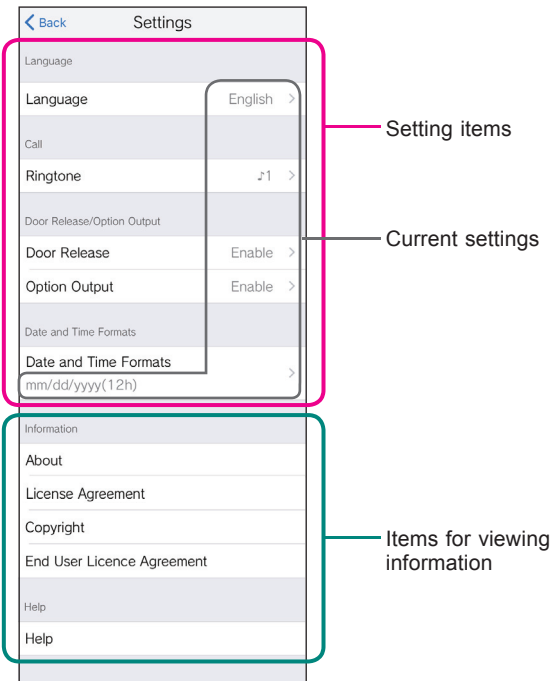 Back Settings
Language
Language English
Setting items
Call
Ringtone ♪1
Door Release/Option Output
Current settings
Door Release Enable
Option Output Enable
Date and Time Formats
Date and Time Formats
mm/dd/yyyy(12h)
Information
About
License Agreement
Copyright
Items for viewing
information
End User Licence Agreement
Help
Help